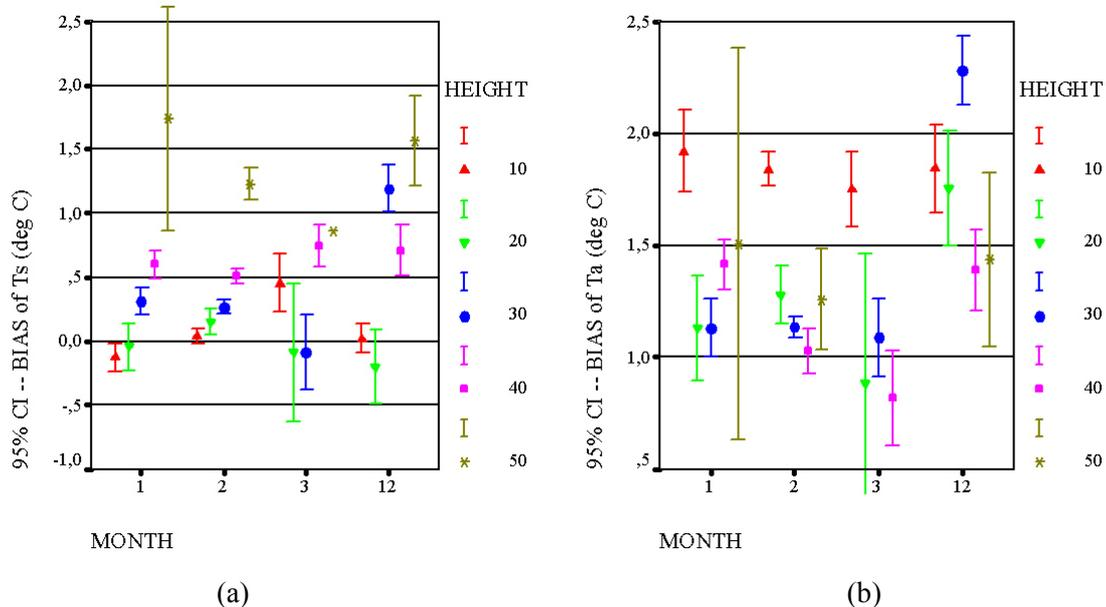 95% CI -- BIAS of Ts (deg C)
2,5
2,0
1,5
1,0
,5
0,0
-,5
-1,0
1 2 3 12
MONTH
HEIGHT
10
20
30
40
50
(a)
95% CI -- BIAS of Ta (deg C)
2,5
2,0
1,5
1,0
,5
1 2 3 12
MONTH
HEIGHT
10
20
30
40
50
(b)